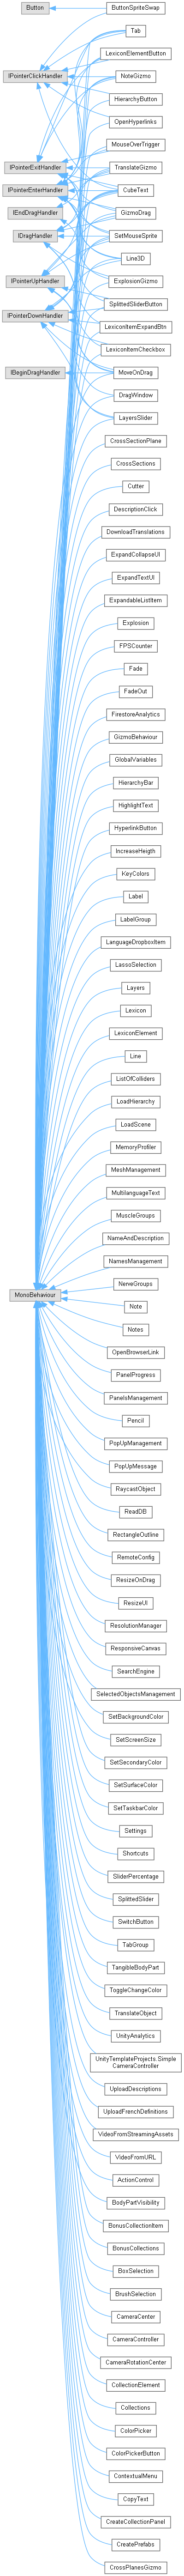 Button
ButtonSpriteSwap
Tab
LexiconElementButton
IPointerClickHandler
NoteGizmo
HierarchyButton
OpenHyperlinks
MouseOverTrigger
IPointerExitHandler
TranslateGizmo
IPointerEnterHandler
CubeText
IEndDragHandler
GizmoDrag
IDragHandler
SetMouseSprite
Line3D
IPointerUpHandler
ExplosionGizmo
SplittedSliderButton
IPointerDownHandler
LexiconItemExpandBtn
LexiconItemCheckbox
IBeginDragHandler
MoveOnDrag
DragWindow
LayersSlider
CrossSectionPlane
CrossSections
Cutter
DescriptionClick
DownloadTranslations
ExpandCollapseUI
ExpandTextUI
ExpandableListItem
Explosion
FPSCounter
Fade
FadeOut
FirestoreAnalytics
GizmoBehaviour
GlobalVariables
HierarchyBar
HighlightText
HyperlinkButton
IncreaseHeigth
KeyColors
Label
LabelGroup
LanguageDropboxItem
LassoSelection
Layers
Lexicon
LexiconElement
Line
ListOfColliders
LoadHierarchy
LoadScene
MemoryProfiler
MeshManagement
MultilanguageText
MuscleGroups
NameAndDescription
NamesManagement
NerveGroups
MonoBehaviour
Note
Notes
OpenBrowserLink
PanelProgress
PanelsManagement
Pencil
PopUpManagement
PopUpMessage
RaycastObject
ReadDB
RectangleOutline
RemoteConfig
ResizeOnDrag
ResizeUI
ResolutionManager
ResponsiveCanvas
SearchEngine
SelectedObjectsManagement
SetBackgroundColor
SetScreenSize
SetSecondaryColor
SetSurfaceColor
SetTaskbarColor
Settings
Shortcuts
SliderPercentage
SplittedSlider
SwitchButton
TabGroup
TangibleBodyPart
ToggleChangeColor
TranslateObject
UnityAnalytics
UnityTemplateProjects.Simple
CameraController
UploadDescriptions
UploadFrenchDefinitions
VideoFromStreamingAssets
VideoFromURL
ActionControl
BodyPartVisibility
BonusCollectionItem
BonusCollections
BoxSelection
BrushSelection
CameraCenter
CameraController
CameraRotationCenter
CollectionElement
Collections
ColorPicker
ColorPickerButton
ContextualMenu
CopyText
CreateCollectionPanel
CreatePrefabs
CrossPlanesGizmo